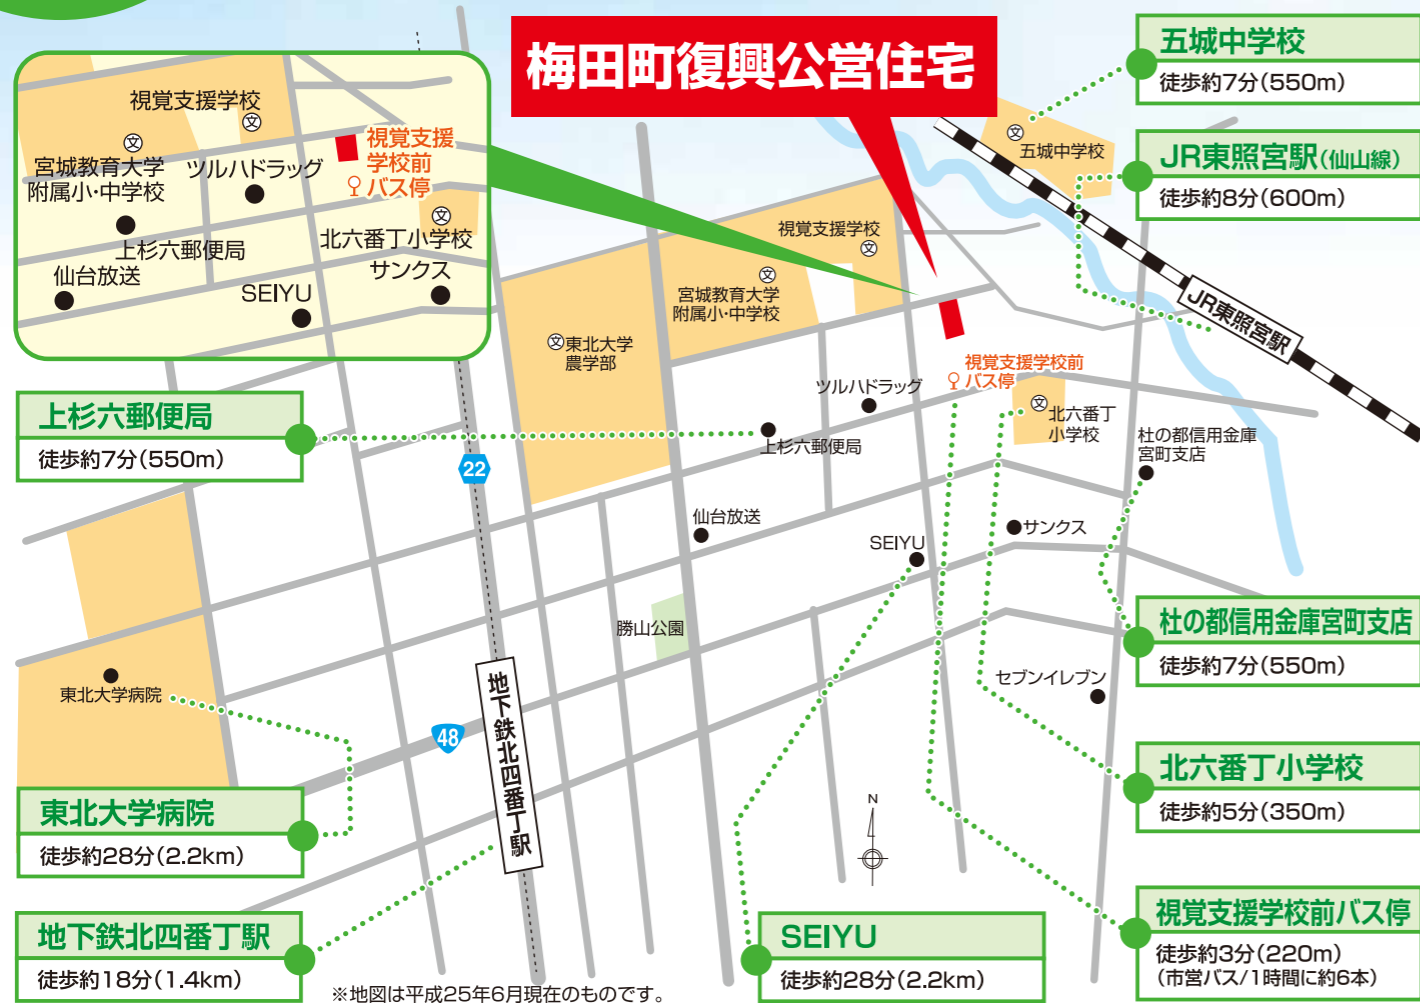 梅田町復興公営住宅
視覚支援学校
文
文
宮城教育大学
附属小・中学校
ツルハドラッグ
視覚支援
学校前
バス停
文
上杉六郵便局
北六番丁小学校
仙台放送
サンクス
SEIYU
五城中学校
徒歩約7分(550m)
文
五城中学校
JR東照宮駅(仙山線)
徒歩約8分(600m)
JR東照宮駅
視覚支援学校
文
文
宮城教育大学
附属小・中学校
文東北大学
農学部
視覚支援学校前
バス停
ツルハドラッグ
文
北六番丁
小学校
杜の都信用金庫
宮町支店
上杉六郵便局
徒歩約7分(550m)
上杉六郵便局
22
仙台放送
SEIYU
サンクス
勝山公園
杜の都信用金庫宮町支店
徒歩約7分(550m)
東北大学病院
セブンイレブン
地下鉄北四番丁駅
48
北六番丁小学校
徒歩約5分(350m)
東北大学病院
徒歩約28分(2.2km)
N
地下鉄北四番丁駅
徒歩約18分(1.4km)
SEIYU
徒歩約28分(2.2km)
視覚支援学校前バス停
徒歩約3分(220m)
(市営バス/1時間に約6本)
※地図は平成25年6月現在のものです。